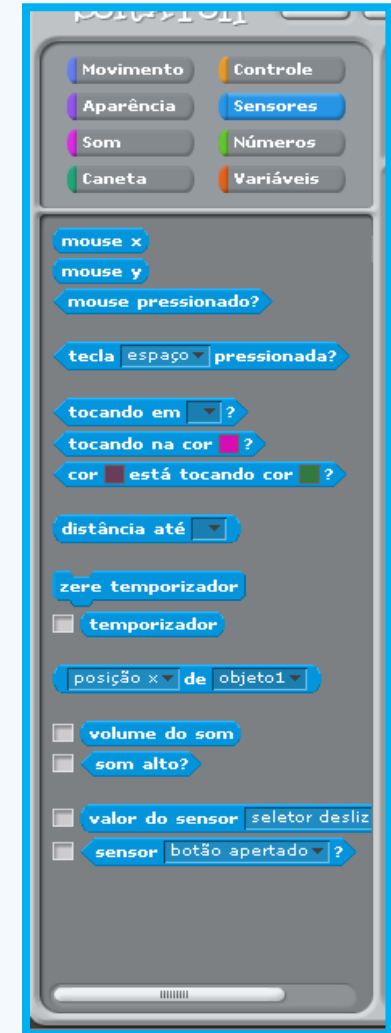 Movimento Controle
Aparência Sensores
Som Números
Caneta Variáveis
mouse x
mouse y
mouse pressionado?
tecla espaço pressionada?
tocando em ?
tocando na cor ?
cor está tocando cor ?
distância até
zere temporizador
temporizador
posição x de objeto1
volume do som
som alto?
valor do sensor seletor desliz
sensor botão apertado ?